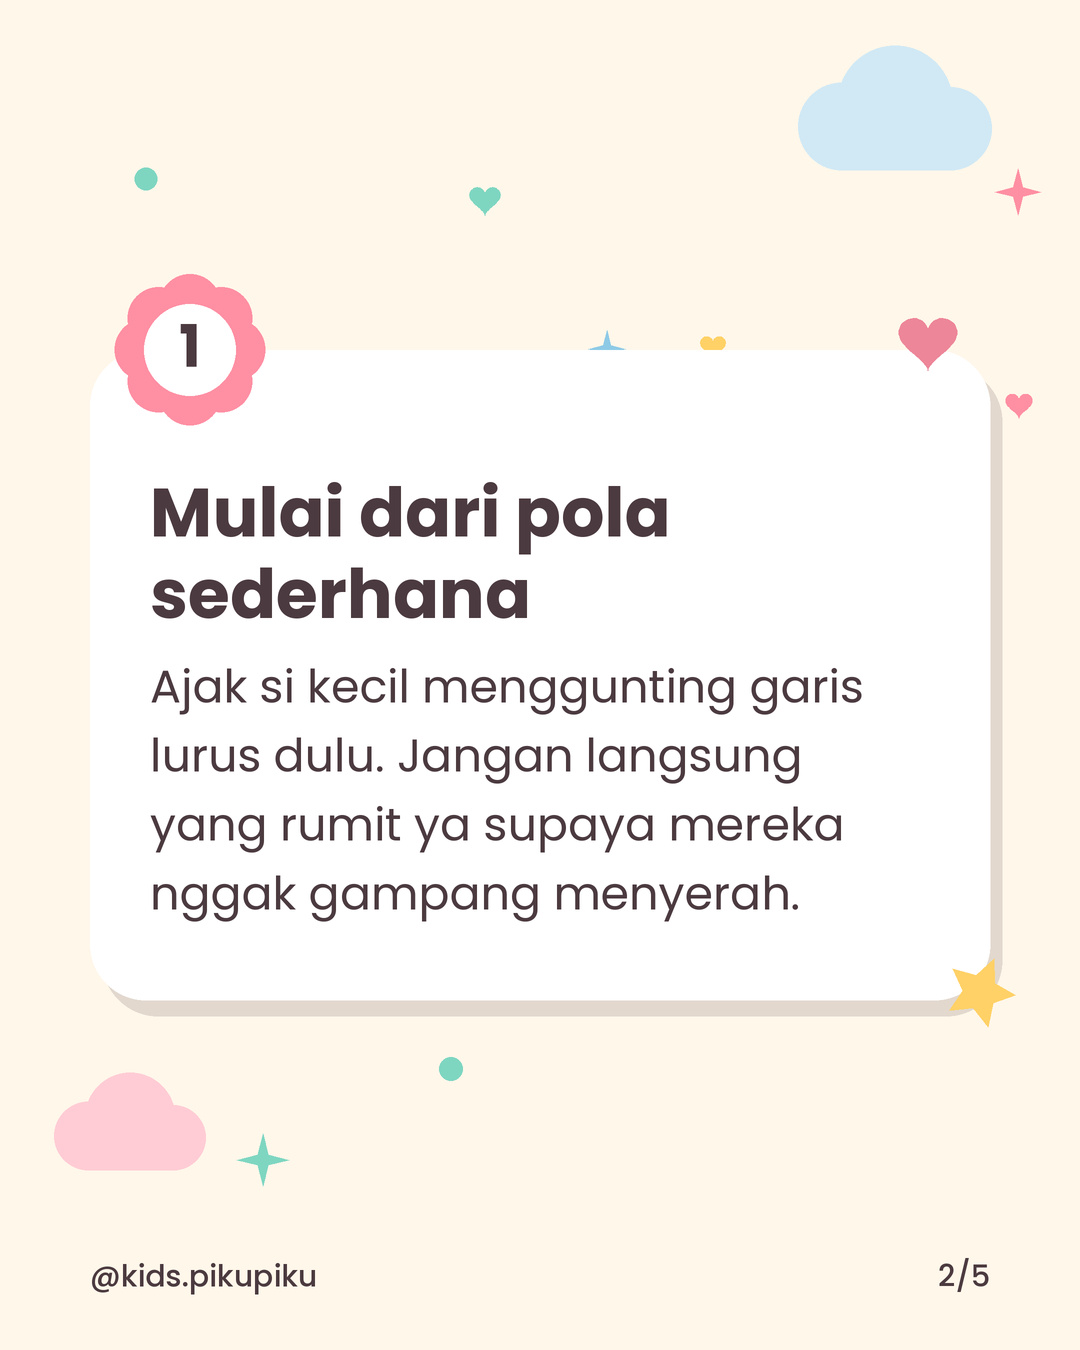 1
Mulai dari pola
sederhana
Ajak si kecil menggunting garis
lurus dulu. Jangan langsung
yang rumit ya supaya mereka
nggak gampang menyerah.
@kids.pikupiku
2/5